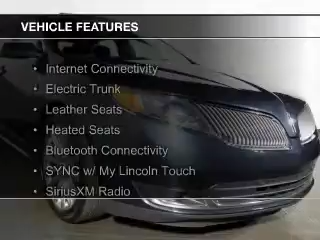 VEHICLE FEATURES
• Internet Connectivity
• Electric Trunk
• Leather Seats
• Heated Seats
• Bluetooth Connectivity
• SYNC w/ My Lincoln Touch
• SiriusXM Radio